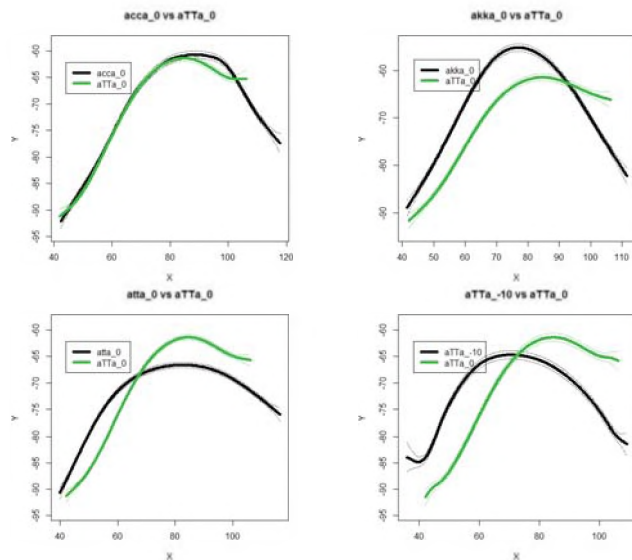 acca_0 vs aTTa_0
-60
-65
-70
-75
-80
-85
-90
-95
Y
acca_0
aTTa_0
40 60 80 100 120
X
akka_0 vs aTTa_0
-60
-70
-80
-90
Y
akka_0
aTTa_0
40 50 60 70 80 90 100 110
X
atta_0 vs aTTa_0
-60
-65
-70
-75
-80
-85
-90
-95
Y
atta_0
aTTa_0
40 60 80 100
X
aTTa_-10 vs aTTa_0
-60
-65
-70
-75
-80
-85
-90
-95
Y
aTTa_-10
aTTa_0
40 60 80 100
X